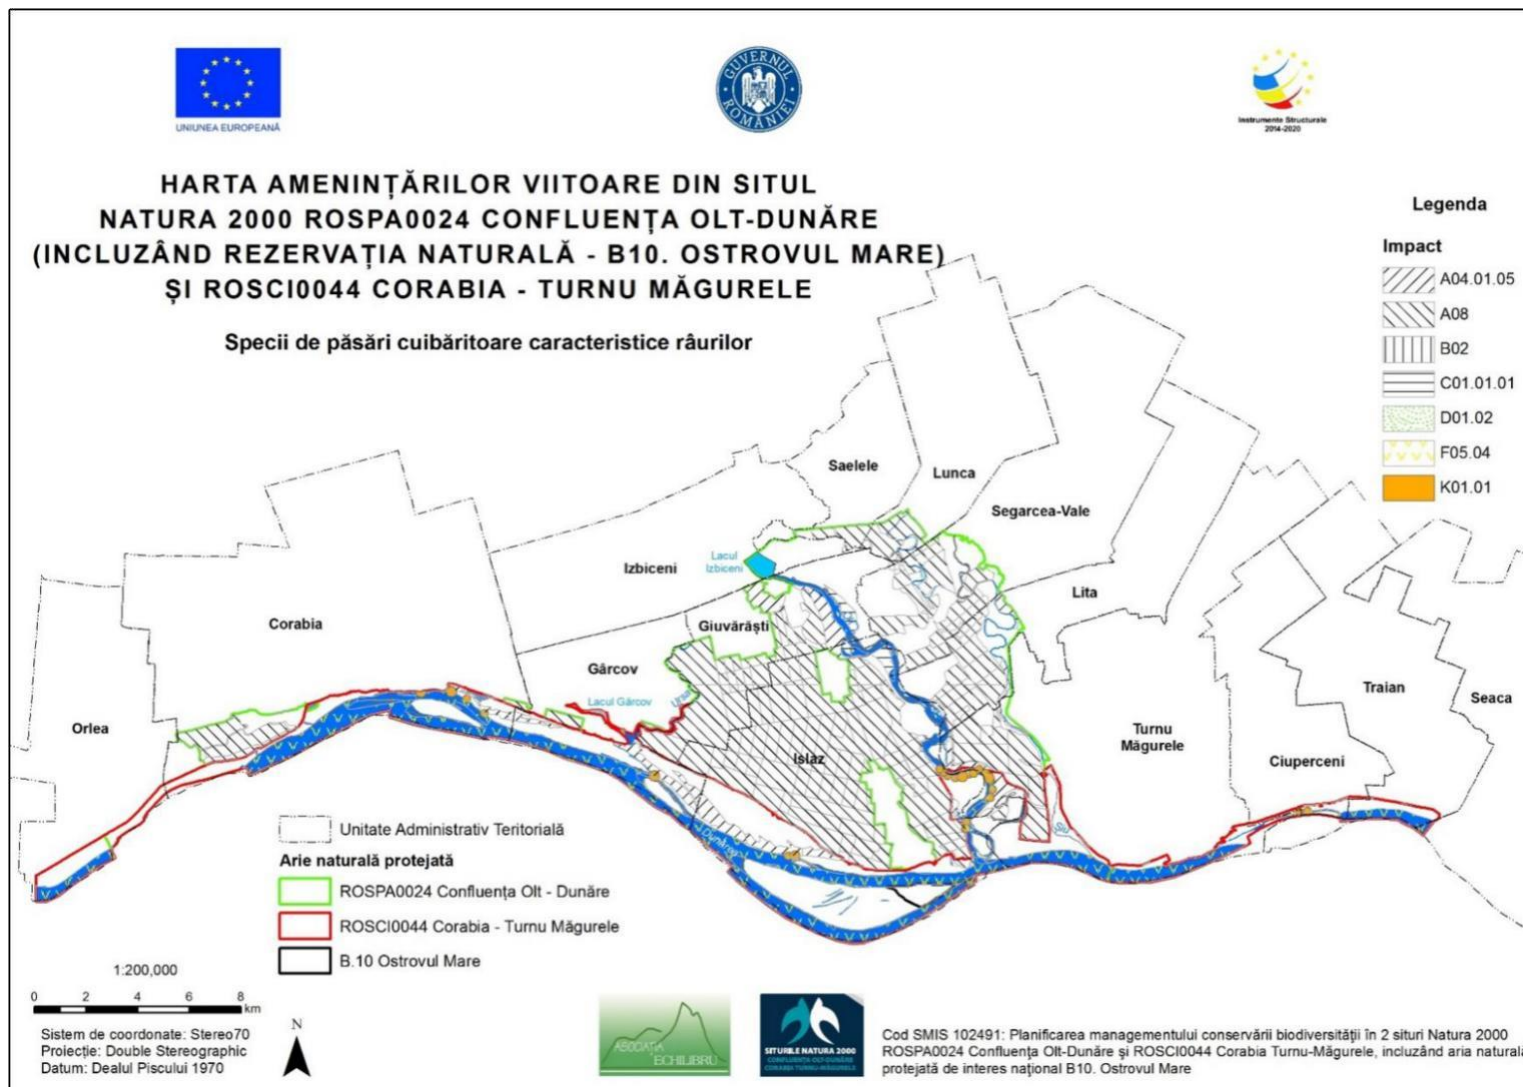 UNIUNEA EUROPEANĂ
GUVERNUL ROMÂNIEI
Instrumente Structurale
2014-2020
HARTA AMENINȚĂRILOR VIITOARE DIN SITUL
NATURA 2000 ROSPA0024 CONFLUENȚA OLT-DUNĂRE
(INCLUZÂND REZERVAȚIA NATURALĂ - B10. OSTROVUL MARE)
ȘI ROSCI0044 CORABIA - TURNU MĂGURELE
Specii de păsări cuibăritoare caracteristice râurilor
Legenda
Impact
A04.01.05
A08
B02
C01.01.01
D01.02
F05.04
K01.01
Saelele
Lunca
Segarcea-Vale
Izbiceni
Lacul
Izbiceni
Lita
Corabia
Giuvărăști
Gârcov
Lacul Gârcov
Orlea
Islaz
Turnu
Măgurele
Traian
Seaca
Ciuperceni
Dunărea
Unitate Administrativ Teritorială
Arie naturală protejată
ROSPA0024 Confluența Olt - Dunăre
ROSCI0044 Corabia - Turnu Măgurele
B.10 Ostrovul Mare
1:200,000
0 2 4 6 8
km
N
Sistem de coordonate: Stereo70
Proiecție: Double Stereographic
Datum: Dealul Piscului 1970
ASOCIAȚIA
ECHILIBRU
SITURILE NATURA 2000
CONFLUENȚA OLT-DUNĂRE
CORABIA-TURNU MĂGURELE
Cod SMIS 102491: Planificarea managementului conservării biodiversității în 2 situri Natura 2000
ROSPA0024 Confluența Olt-Dunăre și ROSCI0044 Corabia Turnu-Măgurele, incluzând aria naturală
protejată de interes național B10. Ostrovul Mare